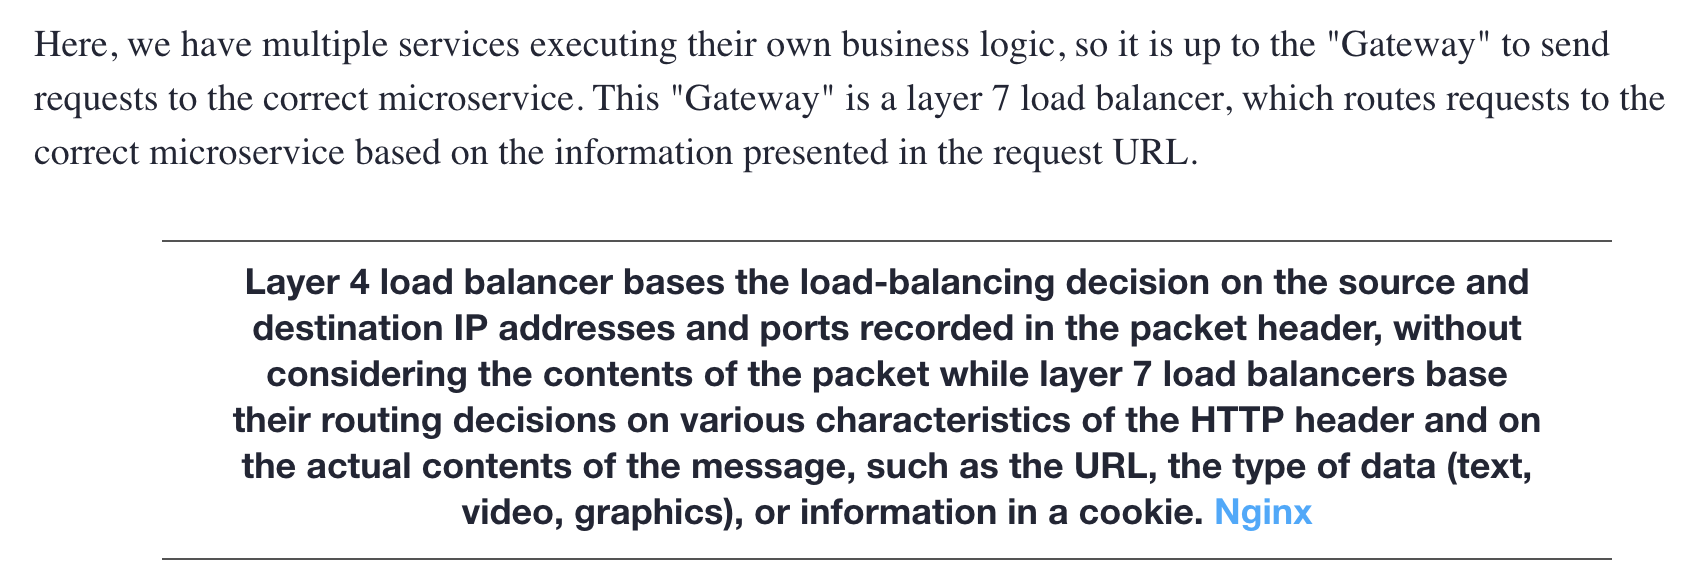 Here, we have multiple services executing their own business logic, so it is up to the "Gateway" to send
requests to the correct microservice. This "Gateway" is a layer 7 load balancer, which routes requests to the
correct microservice based on the information presented in the request URL.
Layer 4 load balancer bases the load-balancing decision on the source and
destination IP addresses and ports recorded in the packet header, without
considering the contents of the packet while layer 7 load balancers base
their routing decisions on various characteristics of the HTTP header and on
the actual contents of the message, such as the URL, the type of data (text,
video, graphics), or information in a cookie. Nginx